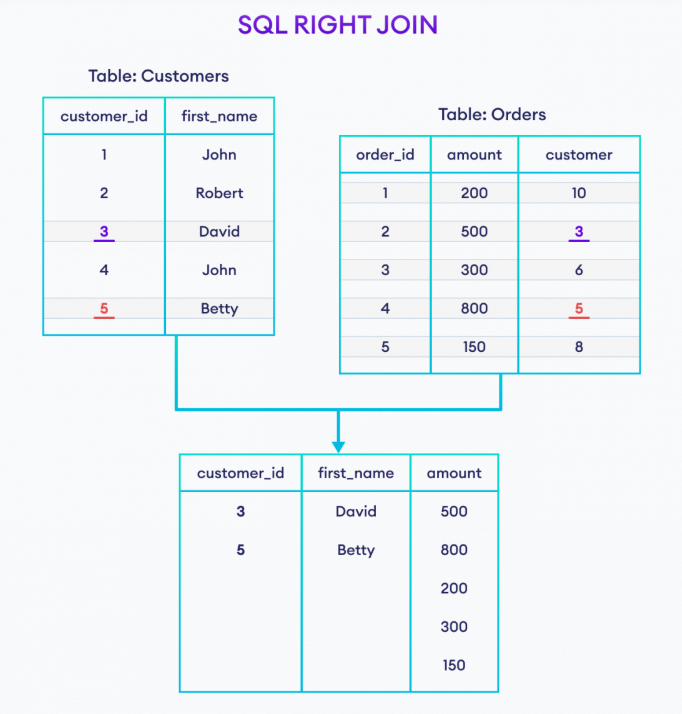 SQL RIGHT JOIN
Table: Customers
customer_id first_name
1 John
2 Robert
3 David
4 John
5 Betty
Table: Orders
order_id amount customer
1 200 10
2 500 3
3 300 6
4 800 5
5 150 8
customer_id first_name amount
3 David 500
5 Betty 800
200
300
150